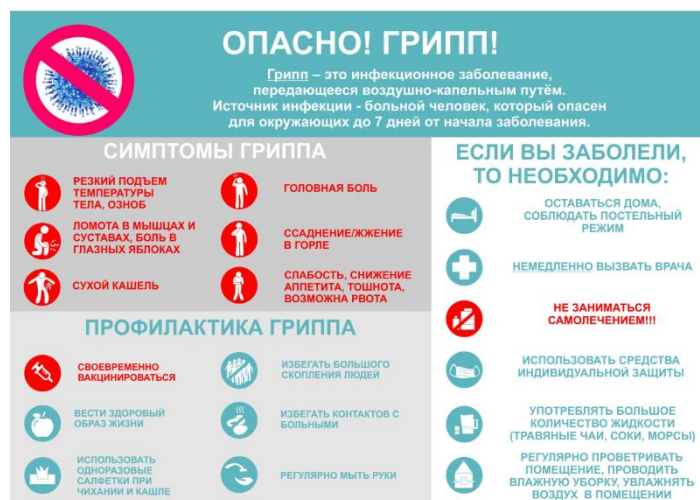 ОПАСНО! ГРИПП!
Грипп – это инфекционное заболевание,
передающееся воздушно-капельным путём.
Источник инфекции - больной человек, который опасен
для окружающих до 7 дней от начала заболевания.
СИМПТОМЫ ГРИППА
РЕЗКИЙ ПОДЪЕМ
ТЕМПЕРАТУРЫ
ТЕЛА, ОЗНОБ
ГОЛОВНАЯ БОЛЬ
ЛОМОТА В МЫШЦАХ И
СУСТАВАХ, БОЛЬ В
ГЛАЗНЫХ ЯБЛОКАХ
ССАДНЕНИЕ/ЖЖЕНИЕ
В ГОРЛЕ
СУХОЙ КАШЕЛЬ
СЛАБОСТЬ, СНИЖЕНИЕ
АППЕТИТА, ТОШНОТА,
ВОЗМОЖНА РВОТА
ПРОФИЛАКТИКА ГРИППА
СВОЕВРЕМЕННО
ВАКЦИНИРОВАТЬСЯ
ИЗБЕГАТЬ БОЛЬШОГО
СКОПЛЕНИЯ ЛЮДЕЙ
ВЕСТИ ЗДОРОВЫЙ
ОБРАЗ ЖИЗНИ
ИЗБЕГАТЬ КОНТАКТОВ С
БОЛЬНЫМИ
ИСПОЛЬЗОВАТЬ
ОДНОРАЗОВЫЕ
САЛФЕТКИ ПРИ
ЧИХАНИИ И КАШЛЕ
РЕГУЛЯРНО МЫТЬ РУКИ
ЕСЛИ ВЫ ЗАБОЛЕЛИ,
ТО НЕОБХОДИМО:
ОСТАВАТЬСЯ ДОМА,
СОБЛЮДАТЬ ПОСТЕЛЬНЫЙ
РЕЖИМ
НЕМЕДЛЕННО ВЫЗВАТЬ ВРАЧА
НЕ ЗАНИМАТЬСЯ
САМОЛЕЧЕНИЕМ!!!
ИСПОЛЬЗОВАТЬ СРЕДСТВА
ИНДИВИДУАЛЬНОЙ ЗАЩИТЫ
УПОТРЕБЛЯТЬ БОЛЬШОЕ
КОЛИЧЕСТВО ЖИДКОСТИ
(ТРАВЯНЫЕ ЧАИ, СОКИ, МОРСЫ)
РЕГУЛЯРНО ПРОВЕТРИВАТЬ
ПОМЕЩЕНИЕ, ПРОВОДИТЬ
ВЛАЖНУЮ УБОРКУ, УВЛАЖНЯТЬ
ВОЗДУХ В ПОМЕЩЕНИИ